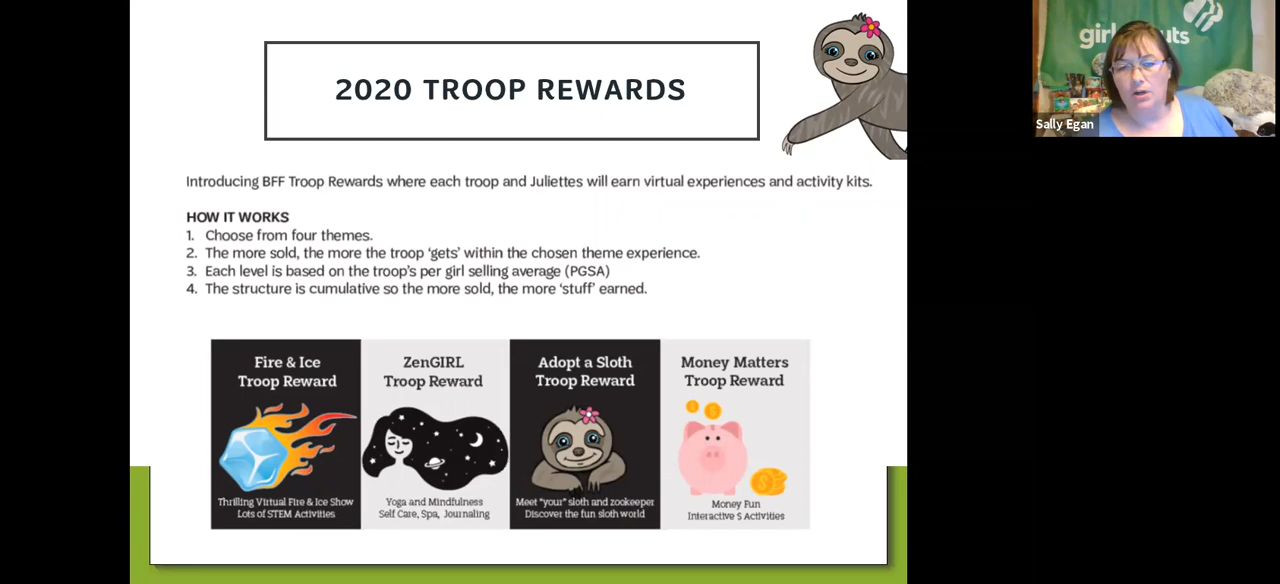 2020 TROOP REWARDS
girl
uts
Sally Egan
Introducing BFF Troop Rewards where each troop and Juliettes will earn virtual experiences and activity kits.
HOW IT WORKS
1. Choose from four themes.
2. The more sold, the more the troop ‘gets’ within the chosen theme experience.
3. Each level is based on the troop’s per girl selling average (PGSA)
4. The structure is cumulative so the more sold, the more ‘stuff’ earned.
Fire & Ice
Troop Reward
Thrilling Virtual Fire & Ice Show
Lots of STEM Activities
ZenGIRL
Troop Reward
Yoga and Mindfulness
Self Care, Spa, Journaling
Adopt a Sloth
Troop Reward
Meet "your" sloth and zookeeper
Discover the fun sloth world
Money Matters
Troop Reward
Money Fun
Interactive $ Activities